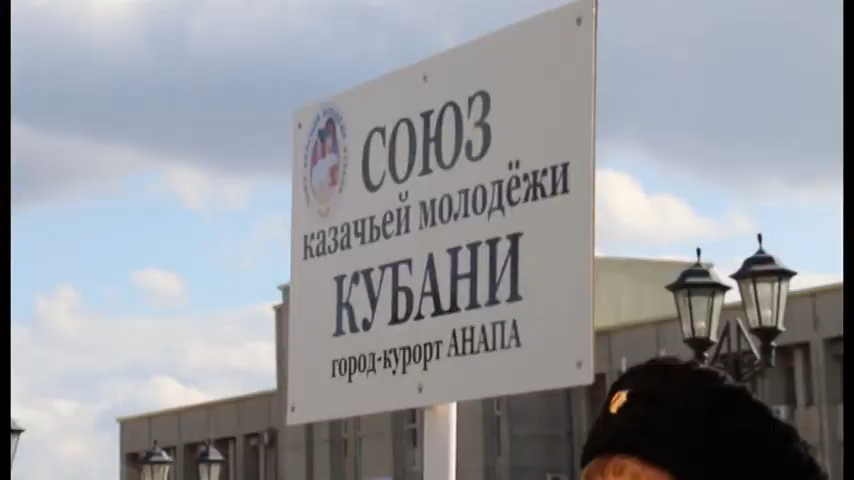 СОЮЗ
казачьей молодёжи
КУБАНИ
город-курорт АНАПА